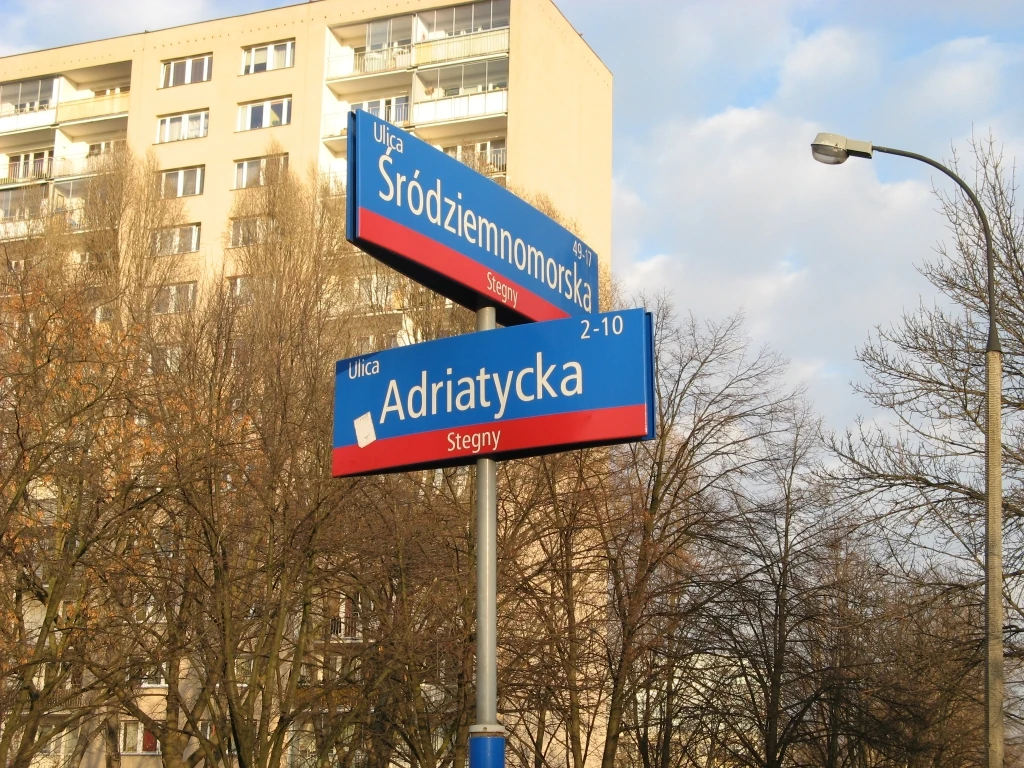 Ulica
Śródziemnomorska
49-17
Stegny
Ulica
2-10
Adriatycka
Stegny